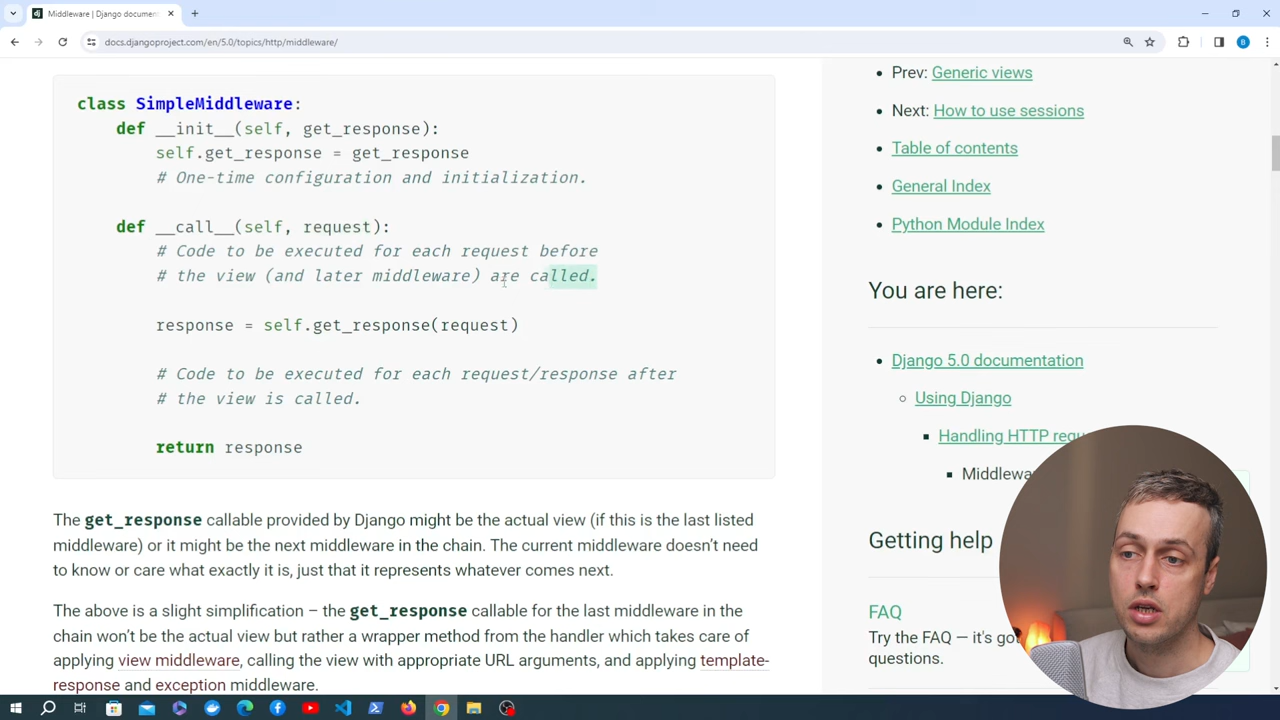 Middleware | Django documen
docs.djangoproject.com/en/5.0/topics/http/middleware/
class SimpleMiddleware:
def __init__(self, get_response):
self.get_response = get_response
# One-time configuration and initialization.
def __call__(self, request):
# Code to be executed for each request before
# the view (and later middleware) are called.
response = self.get_response(request)
# Code to be executed for each request/response after
# the view is called.
return response
The get_response callable provided by Django might be the actual view (if this is the last listed
middleware) or it might be the next middleware in the chain. The current middleware doesn’t need
to know or care what exactly it is, just that it represents whatever comes next.
The above is a slight simplification – the get_response callable for the last middleware in the
chain won’t be the actual view but rather a wrapper method from the handler which takes care of
applying view middleware, calling the view with appropriate URL arguments, and applying template-
response and exception middleware.
Prev: Generic views
Next: How to use sessions
Table of contents
General Index
Python Module Index
You are here:
Django 5.0 documentation
Using Django
Handling HTTP requ
Middlewa
Getting help
FAQ
Try the FAQ — it's got
questions.
dj
B